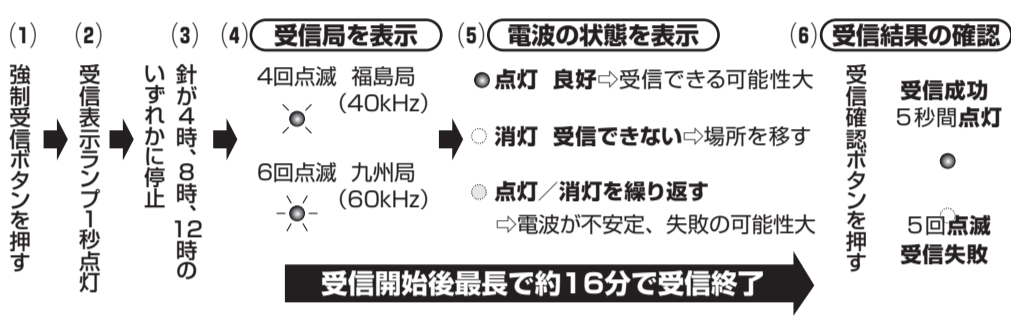 (1)
強制受信ボタンを押す
(2)
受信表示ランプ1秒点灯
(3)
針が4時、8時、12時の
いずれかに停止
(4) 受信局を表示
4回点滅 福島局
(40kHz)
6回点滅 九州局
(60kHz)
(5) 電波の状態を表示
点灯 良好⇨受信できる可能性大
消灯 受信できない⇨場所を移す
点灯/消灯を繰り返す
⇨電波が不安定、失敗の可能性大
受信開始後最長で約16分で受信終了
(6) 受信結果の確認
受信確認ボタンを押す
受信成功
5秒間点灯
5回点滅
受信失敗